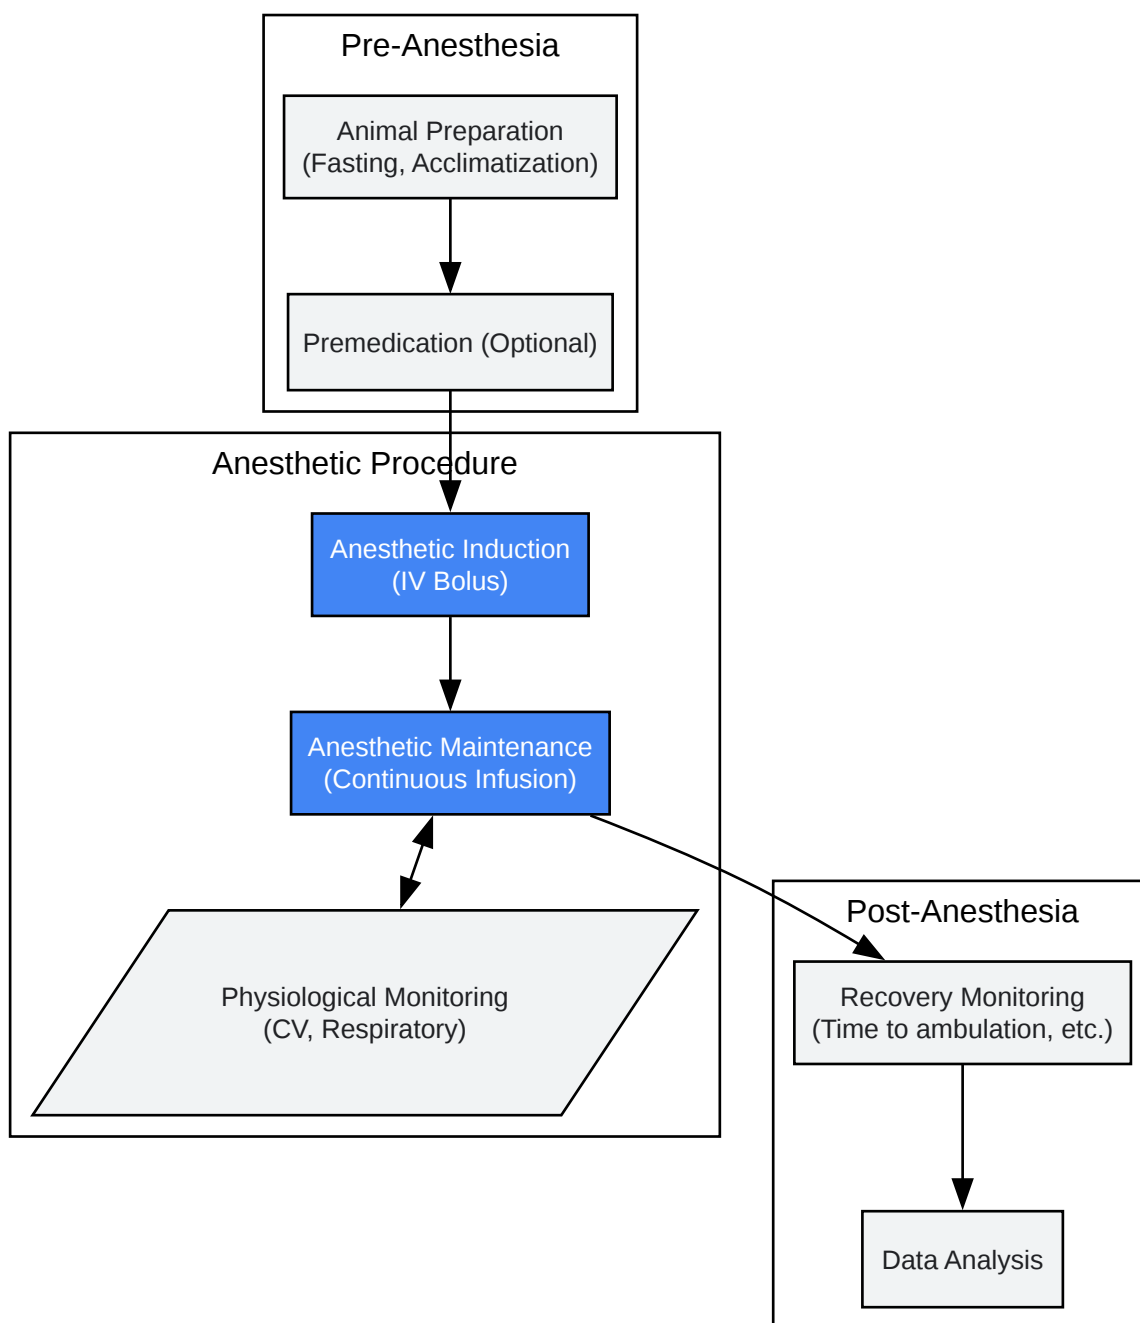 Pre-Anesthesia
Animal Preparation
(Fasting, Acclimatization)
Premedication (Optional)
Anesthetic Procedure
Anesthetic Induction
(IV Bolus)
Anesthetic Maintenance
(Continuous Infusion)
Physiological Monitoring
(CV, Respiratory)
Post-Anesthesia
Recovery Monitoring
(Time to ambulation, etc.)
Data Analysis